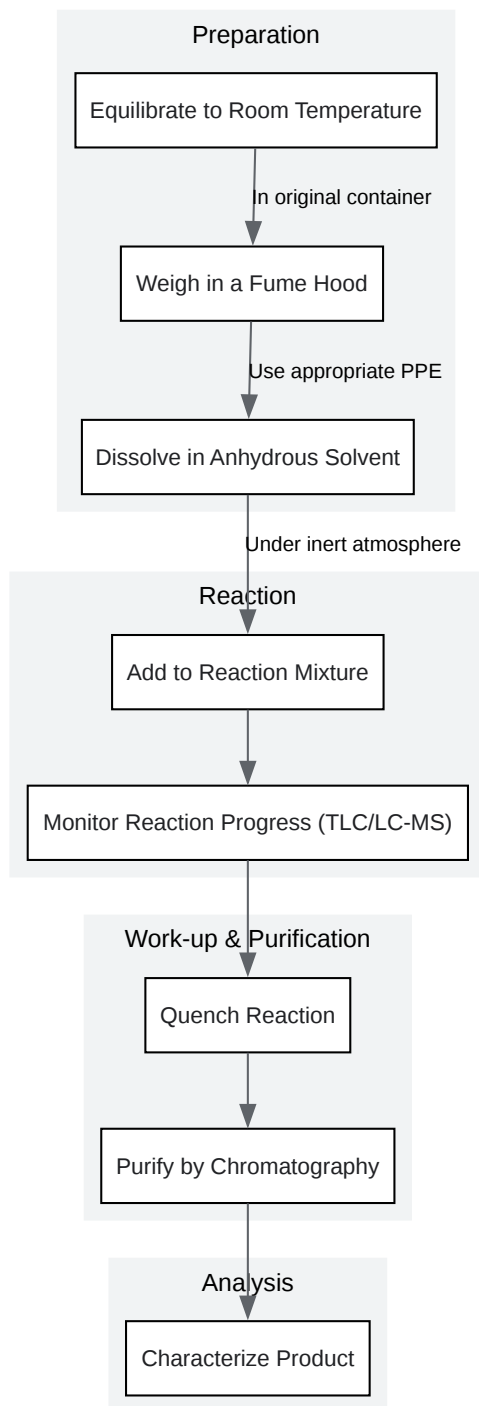 Preparation
Equilibrate to Room Temperature
In original container
Weigh in a Fume Hood
Use appropriate PPE
Dissolve in Anhydrous Solvent
Under inert atmosphere
Reaction
Add to Reaction Mixture
Monitor Reaction Progress (TLC/LC-MS)
Work-up & Purification
Quench Reaction
Purify by Chromatography
Analysis
Characterize Product